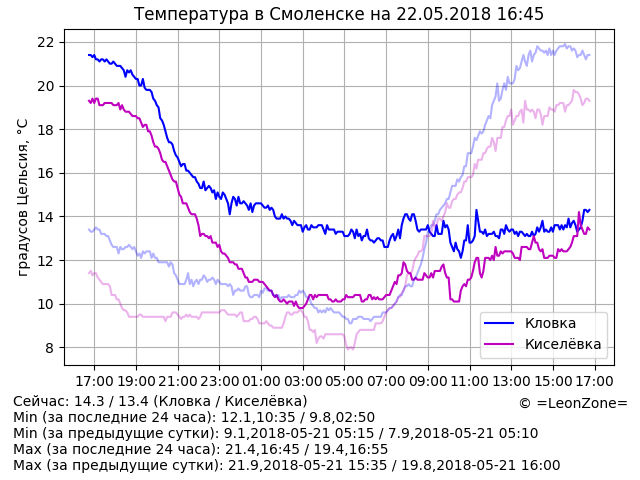 Температура в Смоленске на 22.05.2018 16:45
градусов Цельсия, °C
22
20
18
16
14
12
10
8
17:00 19:00 21:00 23:00 01:00 03:00 05:00 07:00 09:00 11:00 13:00 15:00 17:00
Кловка
Киселёвка
Сейчас: 14.3 / 13.4 (Кловка / Киселёвка)
© =LeonZone=
Min (за последние 24 часа): 12.1,10:35 / 9.8,02:50
Min (за предыдущие сутки): 9.1,2018-05-21 05:15 / 7.9,2018-05-21 05:10
Max (за последние 24 часа): 21.4,16:45 / 19.4,16:55
Max (за предыдущие сутки): 21.9,2018-05-21 15:35 / 19.8,2018-05-21 16:00